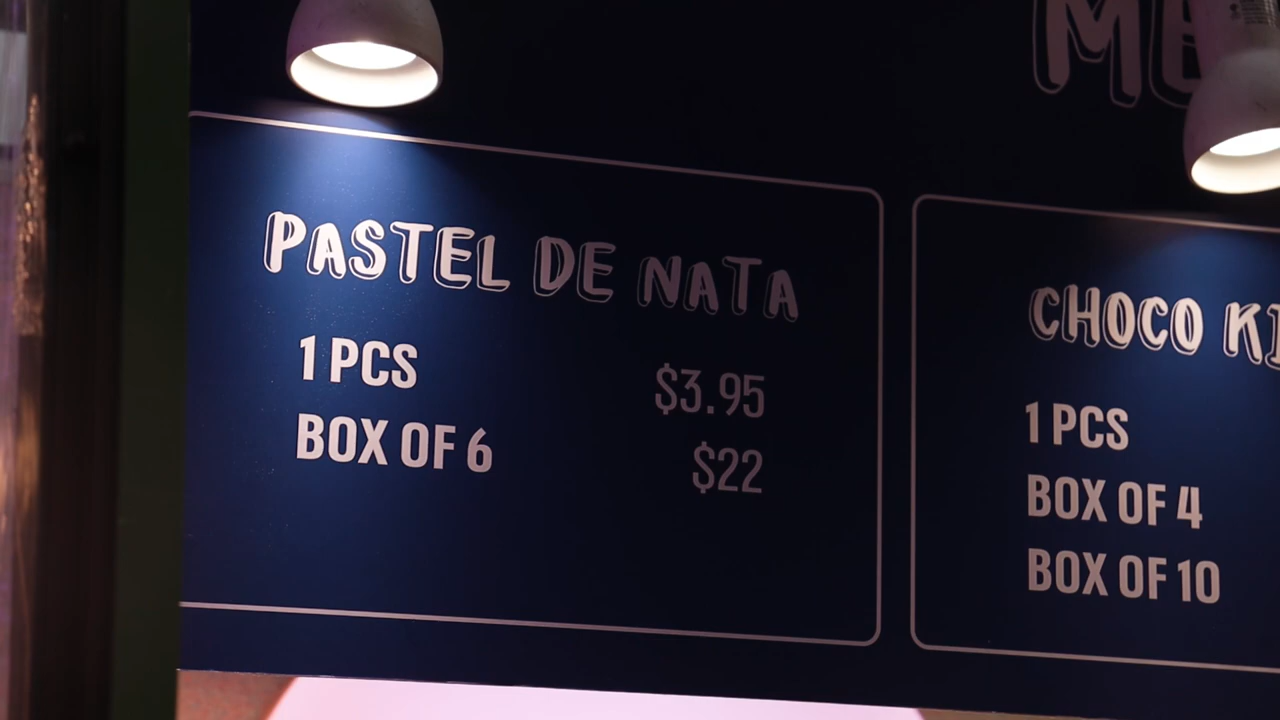 PASTEL DE NATA
1 PCS $3.95
BOX OF 6 $22
CHOCO
1 PCS
BOX OF 4
BOX OF 10